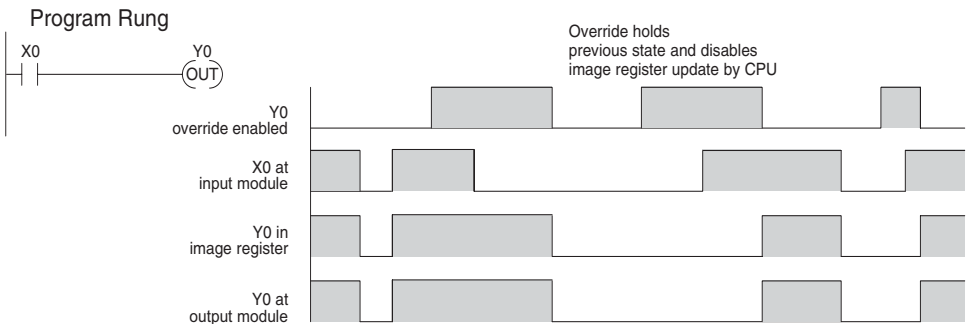 Program Rung
X0
Y0
OUT
Override holds
previous state and disables
image register update by CPU
Y0
override enabled
X0 at
input module
Y0 in
image register
Y0 at
output module